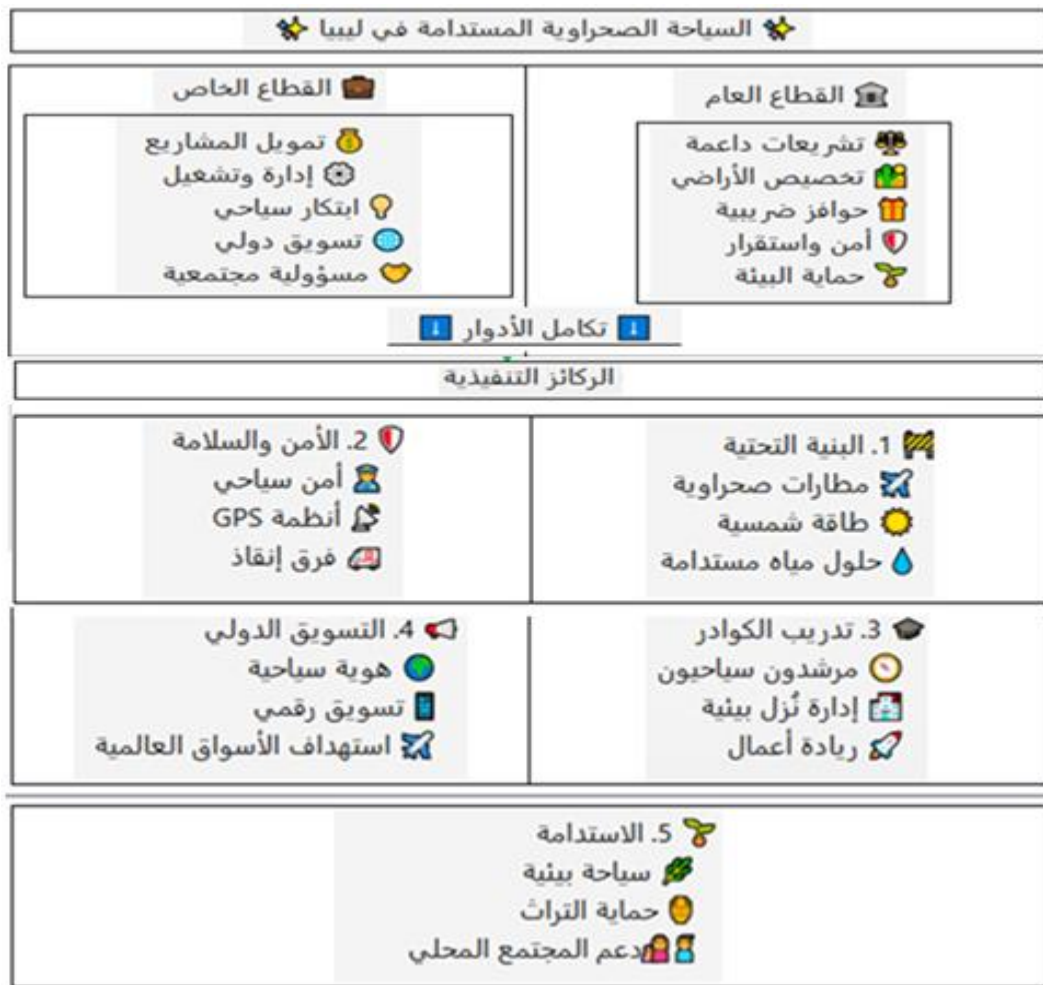 السياحة الصحراوية المستدامة في ليبيا
القطاع العام
تشريعات داعمة
تخصيص الأراضي
حوافز ضريبية
أمن واستقرار
حماية البيئة
القطاع الخاص
تمويل المشاريع
إدارة وتشغيل
ابتكار سياحي
تسويق دولي
مسؤولية مجتمعية
تكامل الأدوار
الركائز التنفيذية
1. البنية التحتية
مطارات صحراوية
طاقة شمسية
حلول مياه مستدامة
2. الأمن والسلامة
أمن سياحي
أنظمة GPS
فرق إنقاذ
3. تدريب الكوادر
مرشدون سياحيون
إدارة نُزل بيئية
ريادة أعمال
4. التسويق الدولي
هوية سياحية
تسويق رقمي
استهداف الأسواق العالمية
5. الاستدامة
سياحة بيئية
حماية التراث
دعم المجتمع المحلي